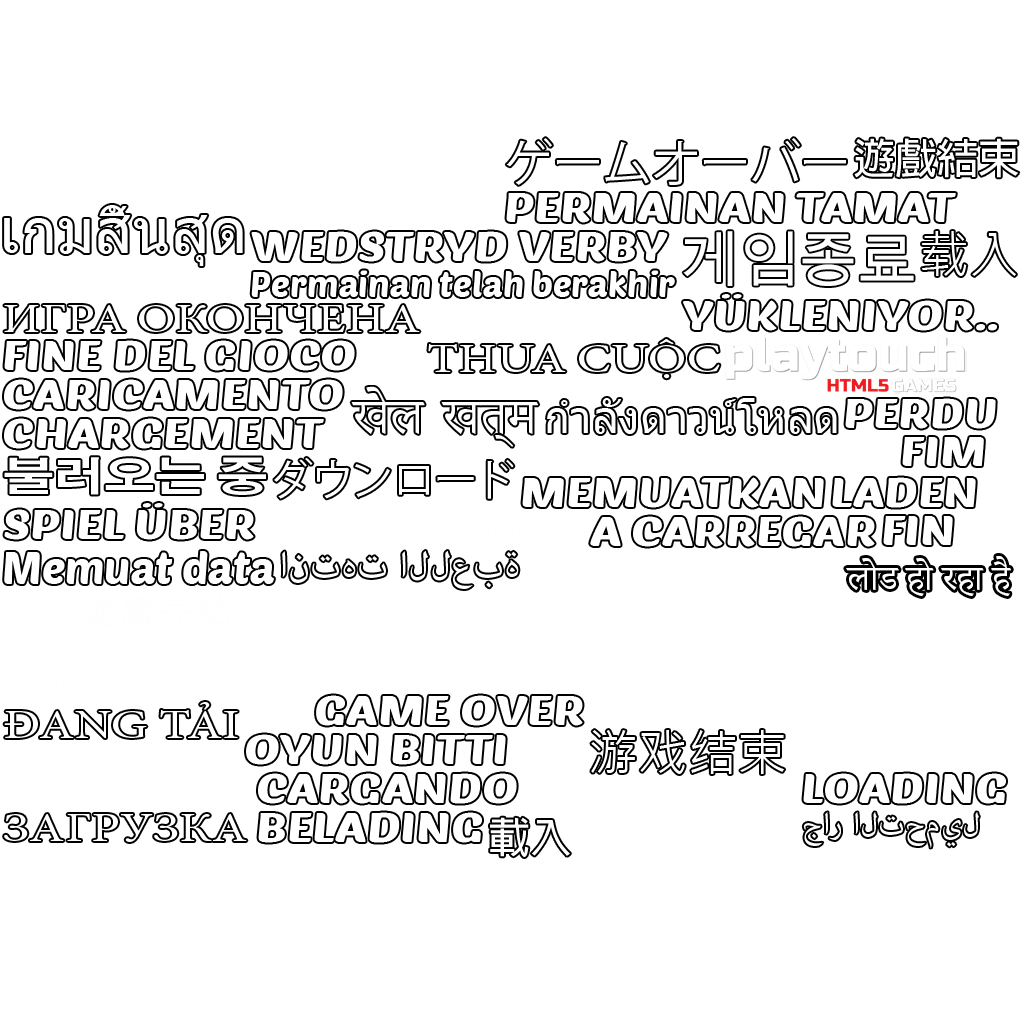 ゲームオーバー 遊戲結束
PERMAINAN TAMAT
เกมสิ้นสุด WEDSTRYD VERBY 게임종료 载入
Permainan telah berakhir
ИГРА ОКОНЧЕНА YÜKLENIYOR..
FINE DEL GIOCO THUA CUỘC playtouch
HTML5 GAMES
CARICAMENTO खेल खत्म กำลังดาวน์โหลด PERDU
CHARGEMENT FIM
불러오는 중 ダウンロード MEMUATKAN LADEN
SPIEL ÜBER A CARREGAR FIN
Memuat data انتهت اللعبة लोड हो रहा है
ĐANG TẢI GAME OVER
OYUN BITTI 游戏结束
CARGANDO LOADING
ЗАГРУЗКА BELADING 載入 جار التحميل